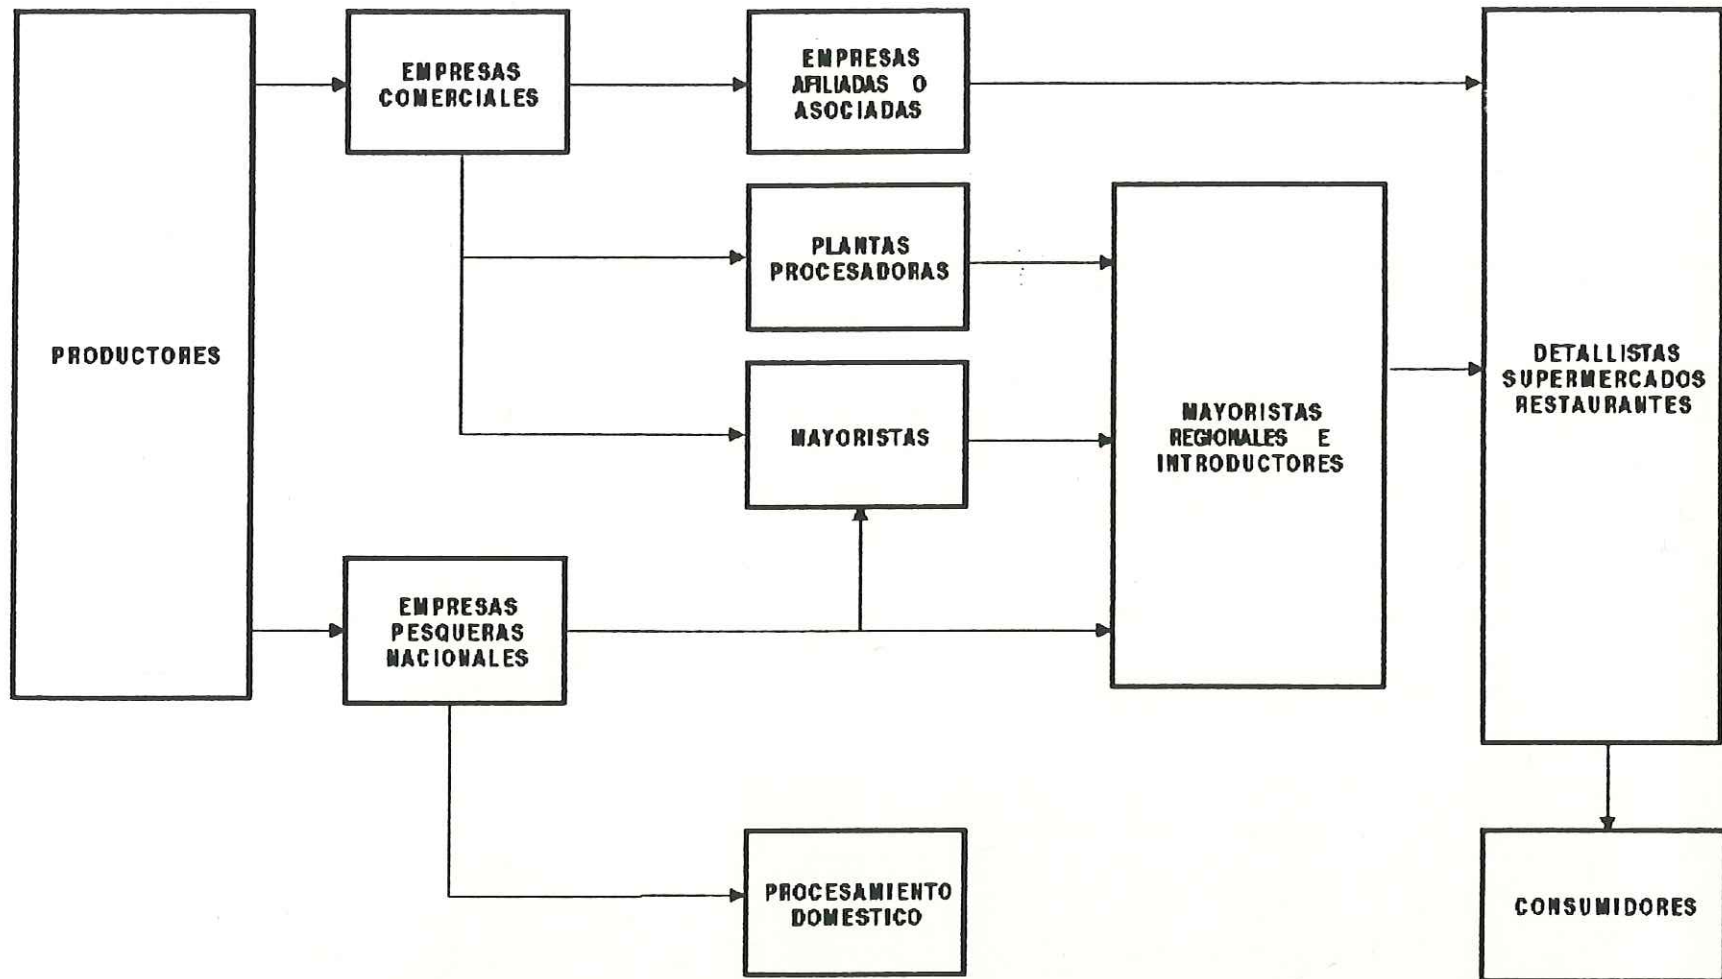 PRODUCTORES
EMPRESAS
COMERCIALES
EMPRESAS
AFILIADAS O
ASOCIADAS
PLANTAS
PROCESADORAS
MAYORISTAS
EMPRESAS
PESQUERAS
NACIONALES
PROCESAMIENTO
DOMESTICO
MAYORISTAS
REGIONALES E
INTRODUCTORES
DETALLISTAS
SUPERMERCADOS
RESTAURANTES
CONSUMIDORES